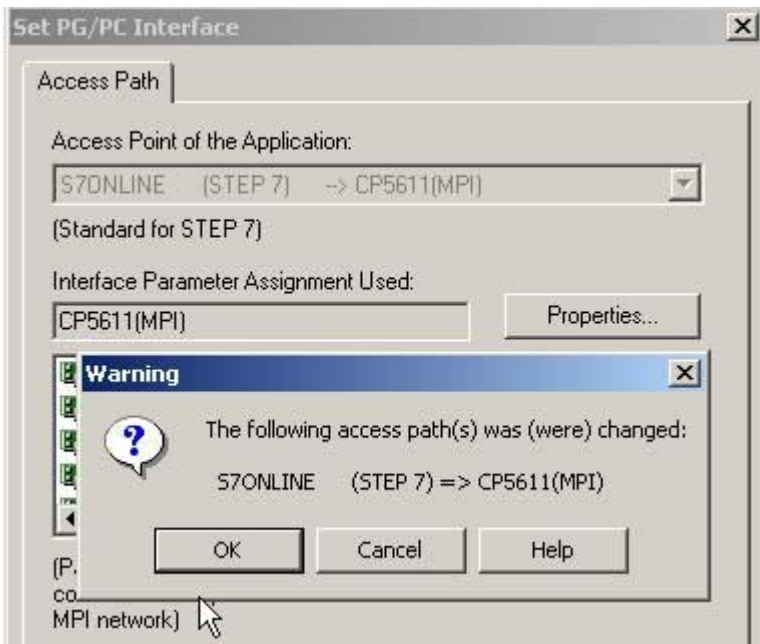 Set PG/PC Interface
Access Path
Access Point of the Application:
S7ONLINE (STEP 7) --> CP5611(MPI)
(Standard for STEP 7)
Interface Parameter Assignment Used:
CP5611(MPI)
Properties...
Warning
The following access path(s) was (were) changed:
S7ONLINE (STEP 7) => CP5611(MPI)
OK
Cancel
Help
MPI network)